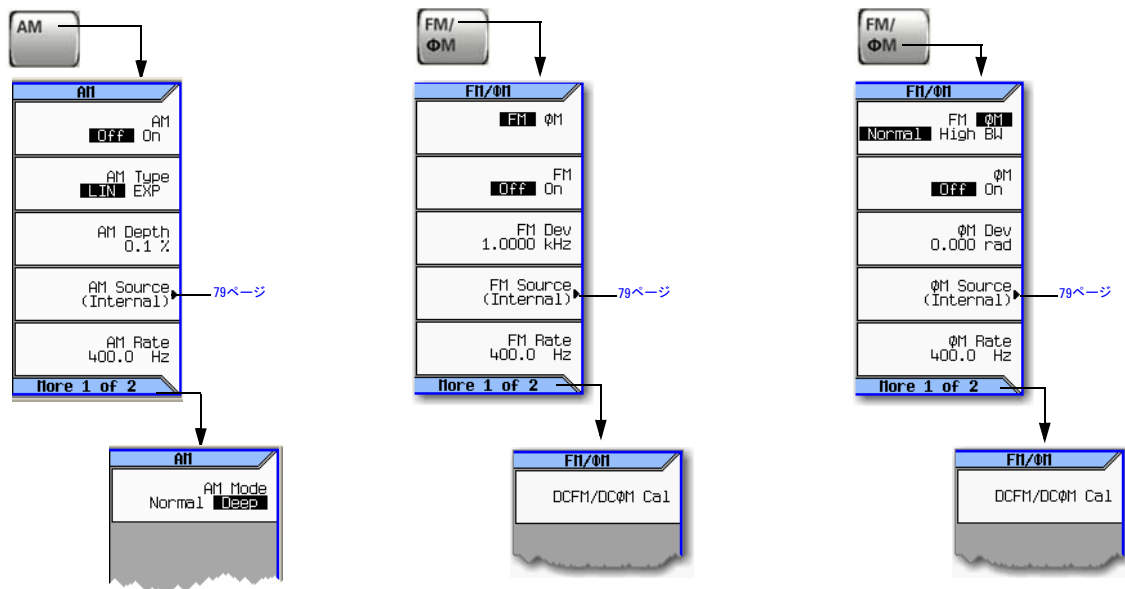 AM
AM
AM
Off On
AM Type
LIN EXP
AM Depth
0.1 %
AM Source
(Internal)
79ページ
AM Rate
400.0 Hz
More 1 of 2
AM
AM Mode
Normal Deep
FM/
ΦM
FM/ΦM
FM ΦM
FM
Off On
FM Dev
1.0000 kHz
FM Source
(Internal)
79ページ
FM Rate
400.0 Hz
More 1 of 2
FM/ΦM
DCFM/DCΦM Cal
FM/
ΦM
FM/ΦM
FM ΦM
Normal High BW
ΦM
Off On
ΦM Dev
0.000 rad
ΦM Source
(Internal)
79ページ
ΦM Rate
400.0 Hz
More 1 of 2
FM/ΦM
DCFM/DCΦM Cal